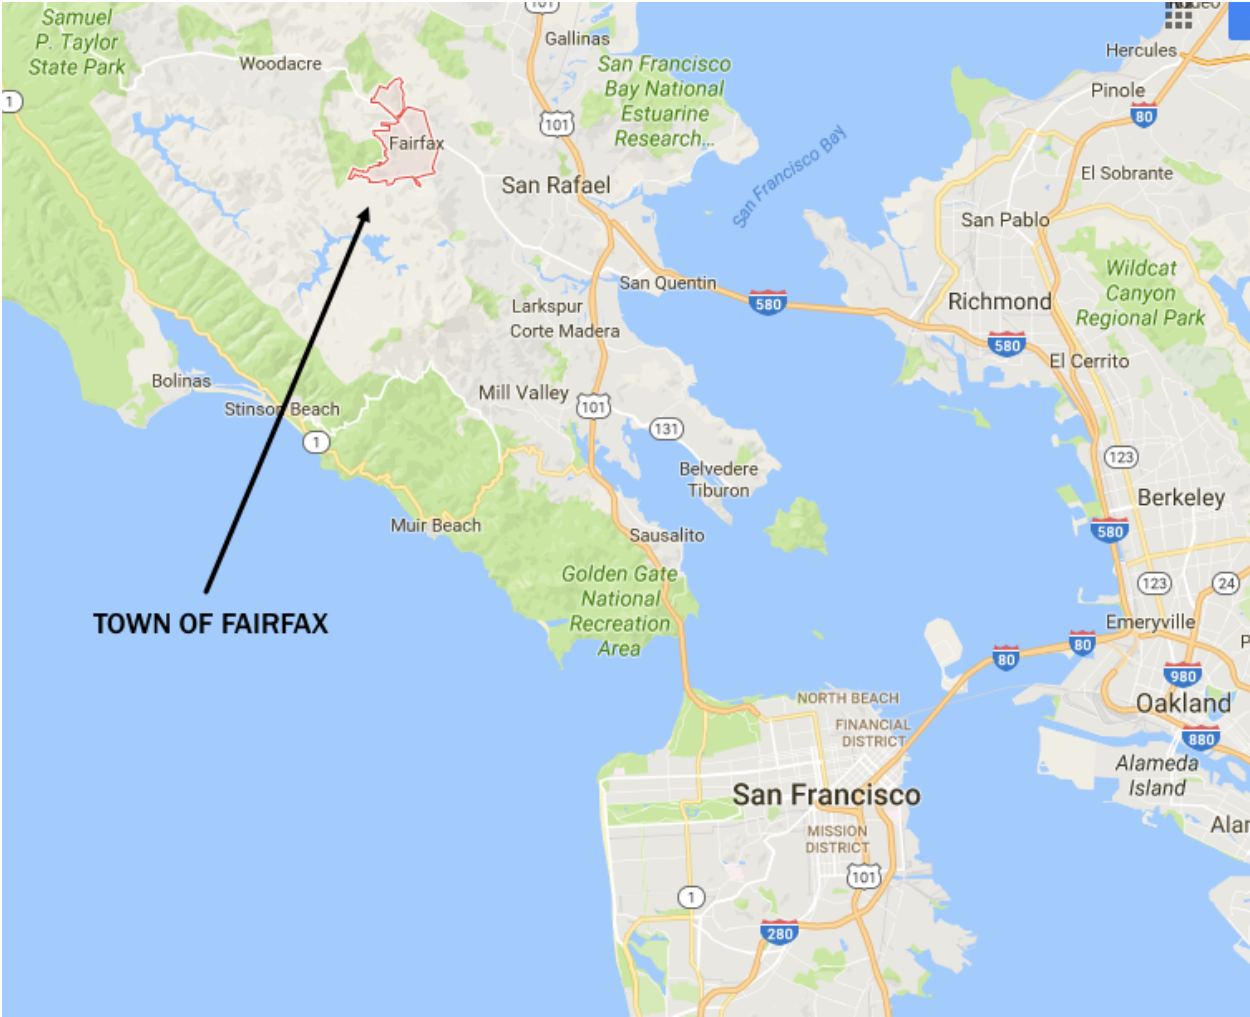 Samuel
P. Taylor
State Park
Woodacre
101
Gallinas
San Francisco
Bay National
Estuarine
Research...
Hercules
Pinole
80
1
101
Fairfax
San Francisco Bay
El Sobrante
San Rafael
San Pablo
Wildcat
Canyon
Regional Park
San Quentin
580
Richmond
Larkspur
Corte Madera
580
El Cerrito
Bolinas
Mill Valley
Stinson Beach
101
131
1
123
Belvedere
Tiburon
Berkeley
Muir Beach
Sausalito
580
Golden Gate
National
Recreation
Area
123
24
TOWN OF FAIRFAX
Emeryville
80
80
P
980
NORTH BEACH
Oakland
FINANCIAL
DISTRICT
880
Alameda
Island
San Francisco
Alar
MISSION
DISTRICT
101
1
280